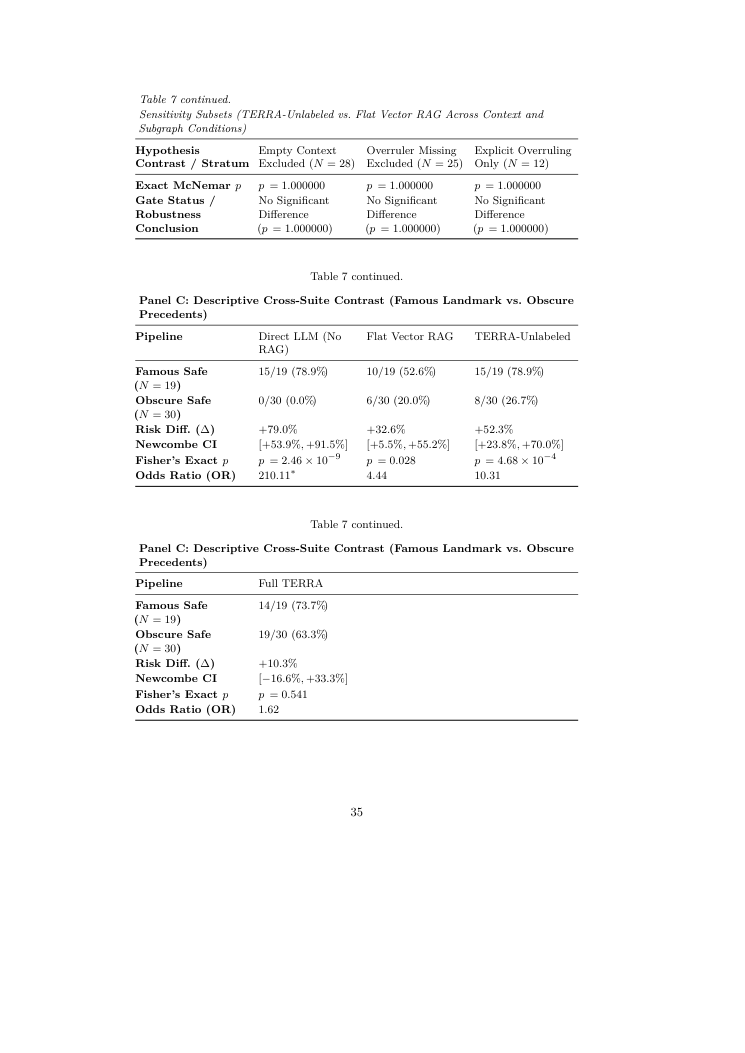 Table 7 continued.
Sensitivity Subsets (TERRA-Unlabeled vs. Flat Vector RAG Across Context and
Subgraph Conditions)
Hypothesis Empty Context Overruler Missing Explicit Overruling
Contrast / Stratum Excluded (N = 28) Excluded (N = 25) Only (N = 12)
Exact McNemar p p = 1.000000 p = 1.000000 p = 1.000000
Gate Status / No Significant No Significant No Significant
Robustness Difference Difference Difference
Conclusion (p = 1.000000) (p = 1.000000) (p = 1.000000)
Table 7 continued.
Panel C: Descriptive Cross-Suite Contrast (Famous Landmark vs. Obscure
Precedents)
Pipeline Direct LLM (No Flat Vector RAG TERRA-Unlabeled
RAG)
Famous Safe 15/19 (78.9%) 10/19 (52.6%) 15/19 (78.9%)
(N = 19)
Obscure Safe 0/30 (0.0%) 6/30 (20.0%) 8/30 (26.7%)
(N = 30)
Risk Diff. (Δ) +79.0% +32.6% +52.3%
Newcombe CI [+53.9%, +91.5%] [+5.5%, +55.2%] [+23.8%, +70.0%]
Fisher's Exact p p = 2.46 × 10⁻⁹ p = 0.028 p = 4.68 × 10⁻⁴
Odds Ratio (OR) 210.11* 4.44 10.31
Table 7 continued.
Panel C: Descriptive Cross-Suite Contrast (Famous Landmark vs. Obscure
Precedents)
Pipeline Full TERRA
Famous Safe 14/19 (73.7%)
(N = 19)
Obscure Safe 19/30 (63.3%)
(N = 30)
Risk Diff. (Δ) +10.3%
Newcombe CI [−16.6%, +33.3%]
Fisher's Exact p p = 0.541
Odds Ratio (OR) 1.62
35